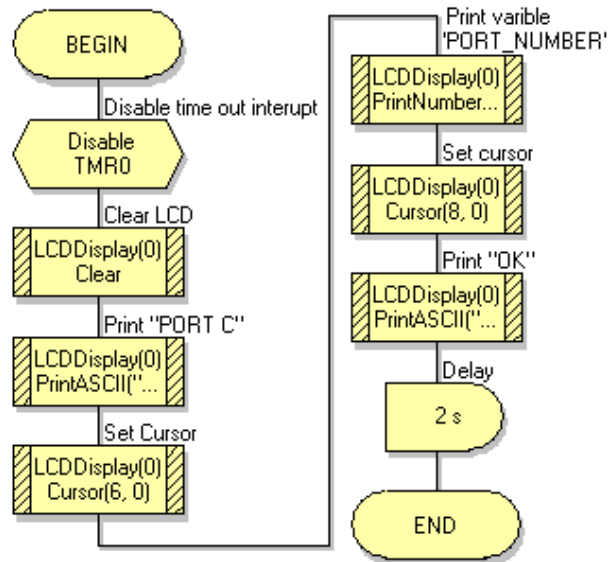 BEGIN
Disable time out interupt
Disable
TMR0
Clear LCD
LCDDisplay(0)
Clear
Print "PORT C"
LCDDisplay(0)
PrintASCII("...
Set Cursor
LCDDisplay(0)
Cursor(6, 0)
Print varible
'PORT_NUMBER'
LCDDisplay(0)
PrintNumber...
Set cursor
LCDDisplay(0)
Cursor(8, 0)
Print "OK"
LCDDisplay(0)
PrintASCII("...
Delay
2 s
END